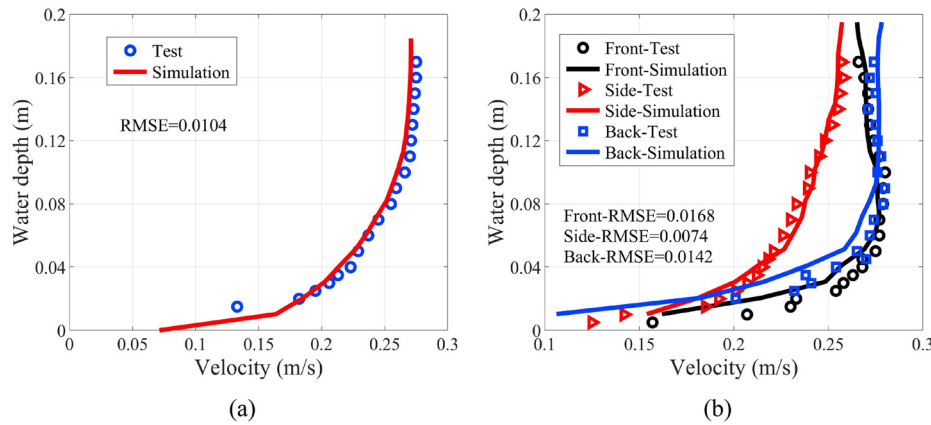 0.2
0.16
0.12
0.08
0.04
0
Water depth (m)
Test
Simulation
RMSE=0.0104
0 0.05 0.1 0.15 0.2 0.25 0.3
Velocity (m/s)
(a)
0.2
0.16
0.12
0.08
0.04
0
Water depth (m)
Front-Test
Front-Simulation
Side-Test
Side-Simulation
Back-Test
Back-Simulation
Front-RMSE=0.0168
Side-RMSE=0.0074
Back-RMSE=0.0142
0.1 0.15 0.2 0.25 0.3
Velocity (m/s)
(b)